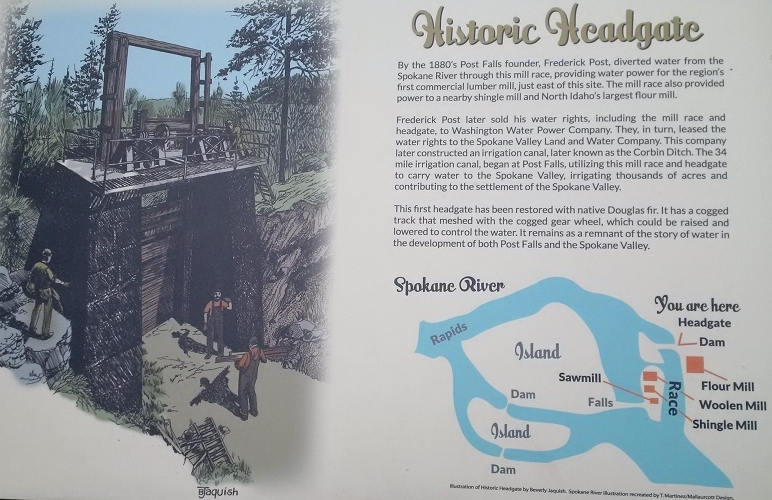 Historic Headgate
By the 1880's Post Falls founder, Frederick Post, diverted water from the
Spokane River through this mill race, providing water power for the region's
first commercial lumber mill, just east of this site. The mill race also provided
power to a nearby shingle mill and North Idaho's largest flour mill.
Frederick Post later sold his water rights, including the mill race and
headgate, to Washington Water Power Company. They, in turn, leased the
water rights to the Spokane Valley Land and Water Company. This company
later constructed an irrigation canal, later known as the Corbin Ditch. The 34
mile irrigation canal, began at Post Falls, utilizing this mill race and headgate
to carry water to the Spokane Valley, irrigating thousands of acres and
contributing to the settlement of the Spokane Valley.
This first headgate has been restored with native Douglas fir. It has a cogged
track that meshed with the cogged gear wheel, which could be raised and
lowered to control the water. It remains as a remnant of the story of water in
the development of both Post Falls and the Spokane Valley.
Spokane River
You are here
Headgate
Dam
Rapids
Island
Sawmill
Flour Mill
Dam
Falls
Race
Woolen Mill
Shingle Mill
Island
Dam
BJaquish
Illustration of Historic Headgate by Beverly Jaquish. Spokane River illustration recreated by T. Martinez/Mallaurcott Design.